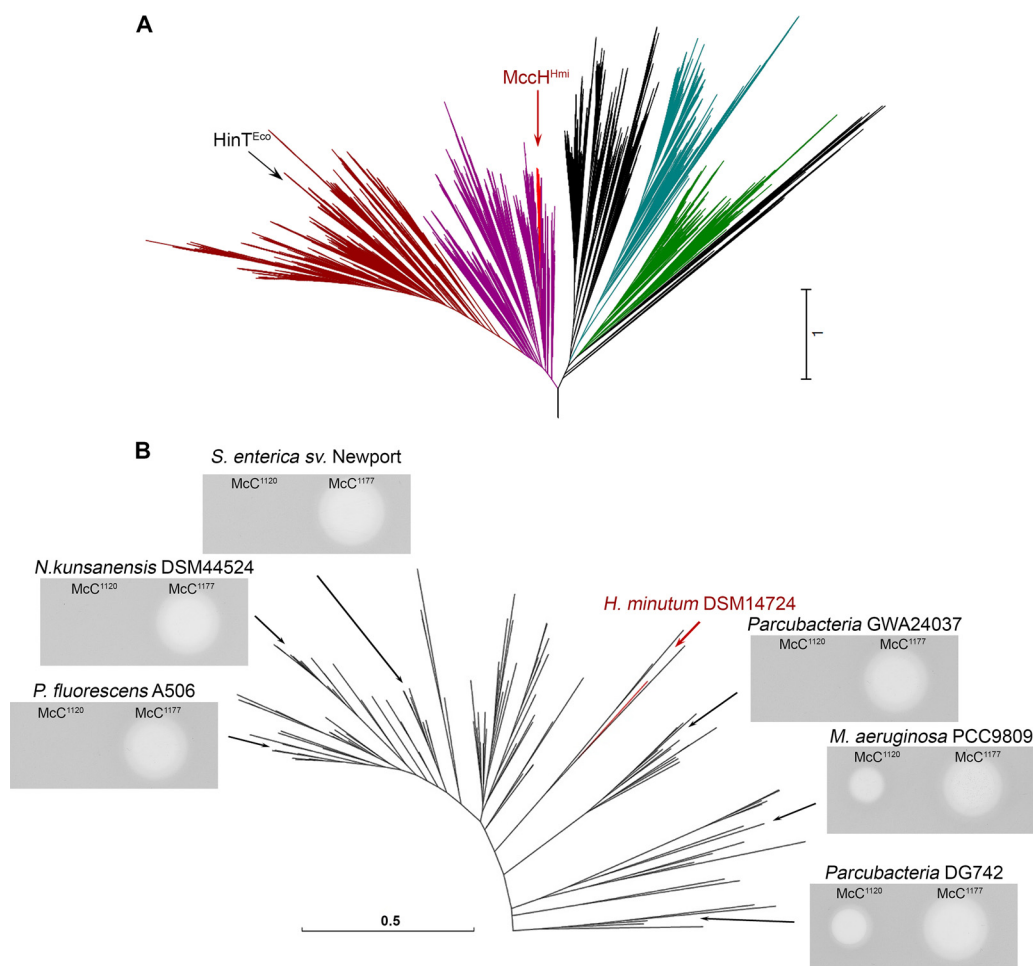 A
MccH^Hmi
HinT^Eco
1
B
S. enterica sv. Newport
McC^1120 McC^1177
N.kunsanensis DSM44524
McC^1120 McC^1177
H. minutum DSM14724
Parcubacteria GWA24037
McC^1120 McC^1177
P. fluorescens A506
McC^1120 McC^1177
M. aeruginosa PCC9809
McC^1120 McC^1177
Parcubacteria DG742
McC^1120 McC^1177
0.5